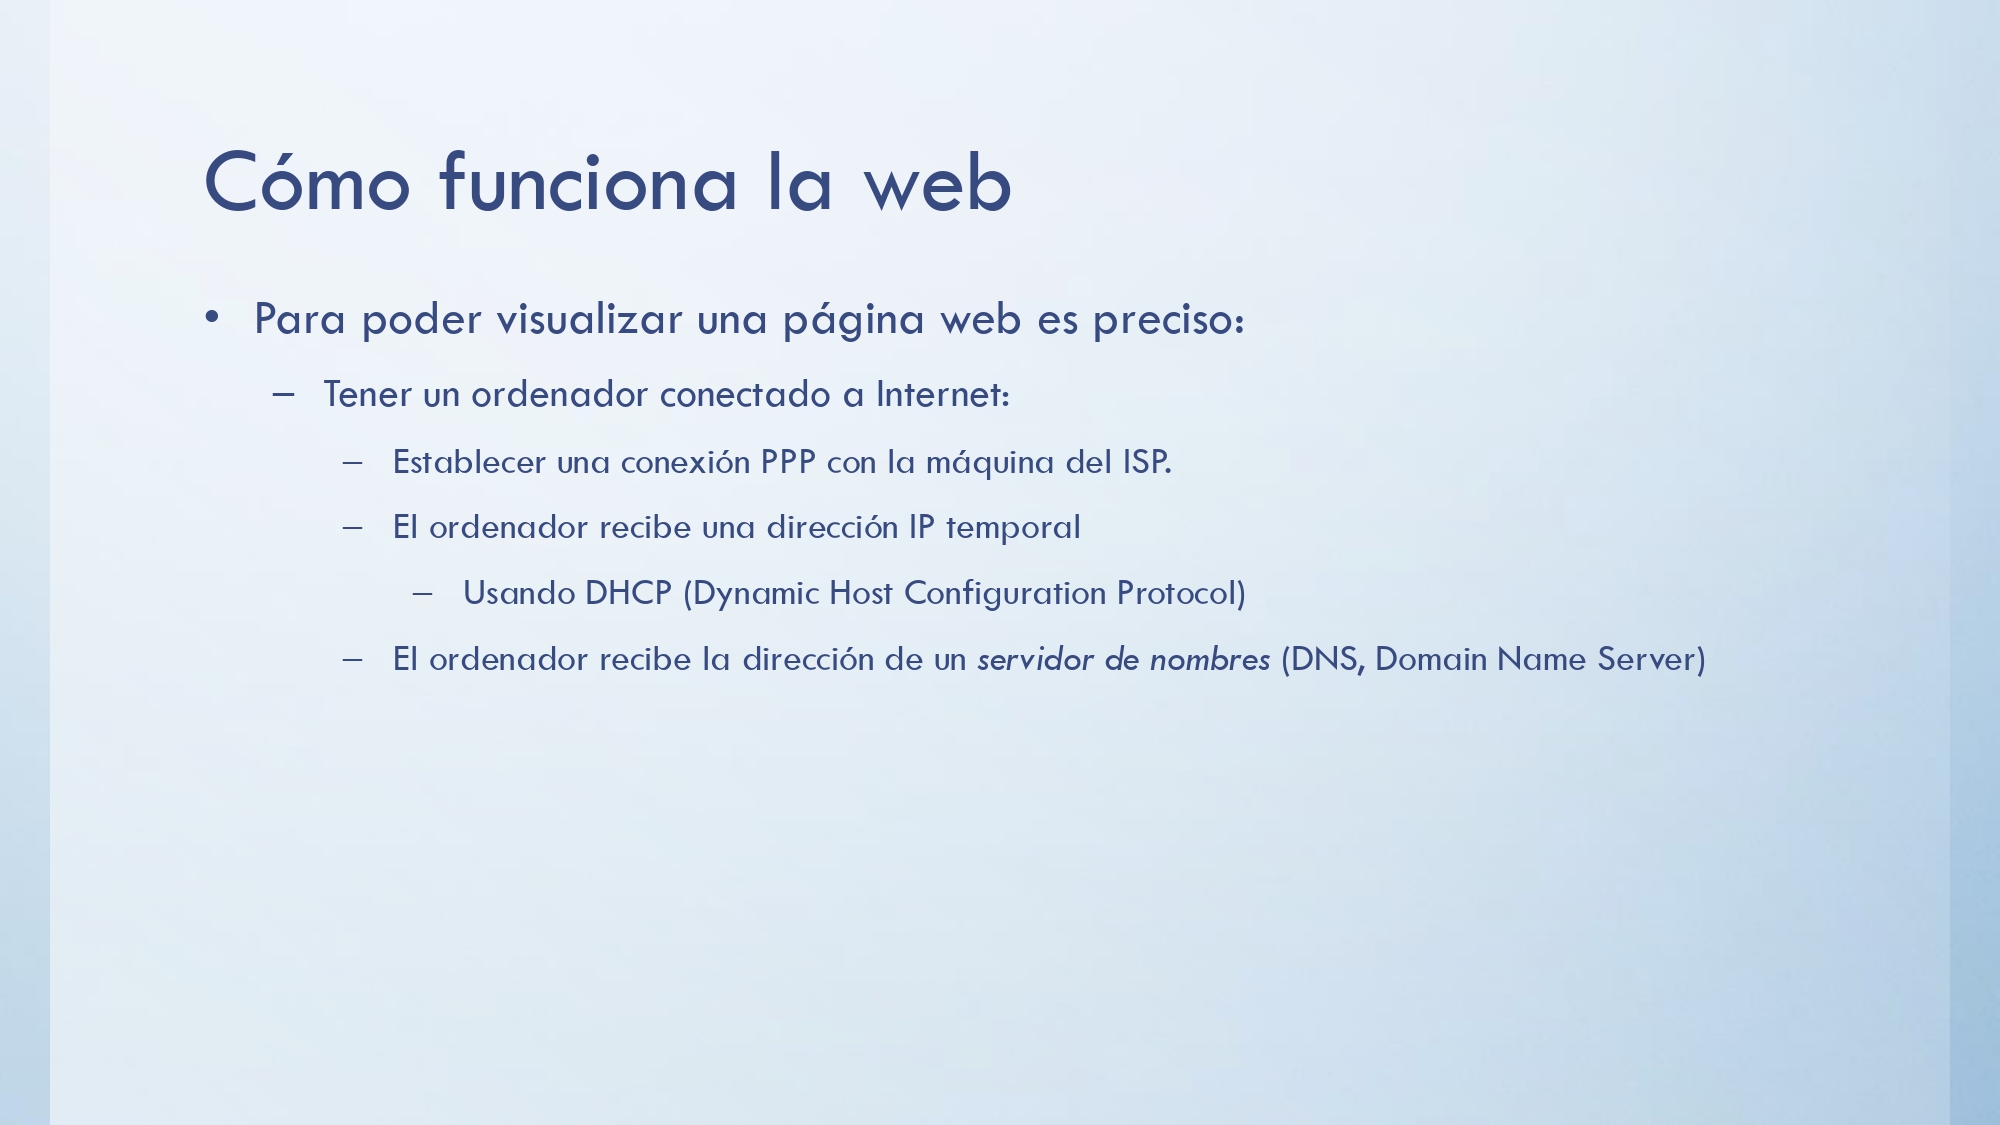 Cómo funciona la web
• Para poder visualizar una página web es preciso:
– Tener un ordenador conectado a Internet:
– Establecer una conexión PPP con la máquina del ISP.
– El ordenador recibe una dirección IP temporal
– Usando DHCP (Dynamic Host Configuration Protocol)
– El ordenador recibe la dirección de un servidor de nombres (DNS, Domain Name Server)